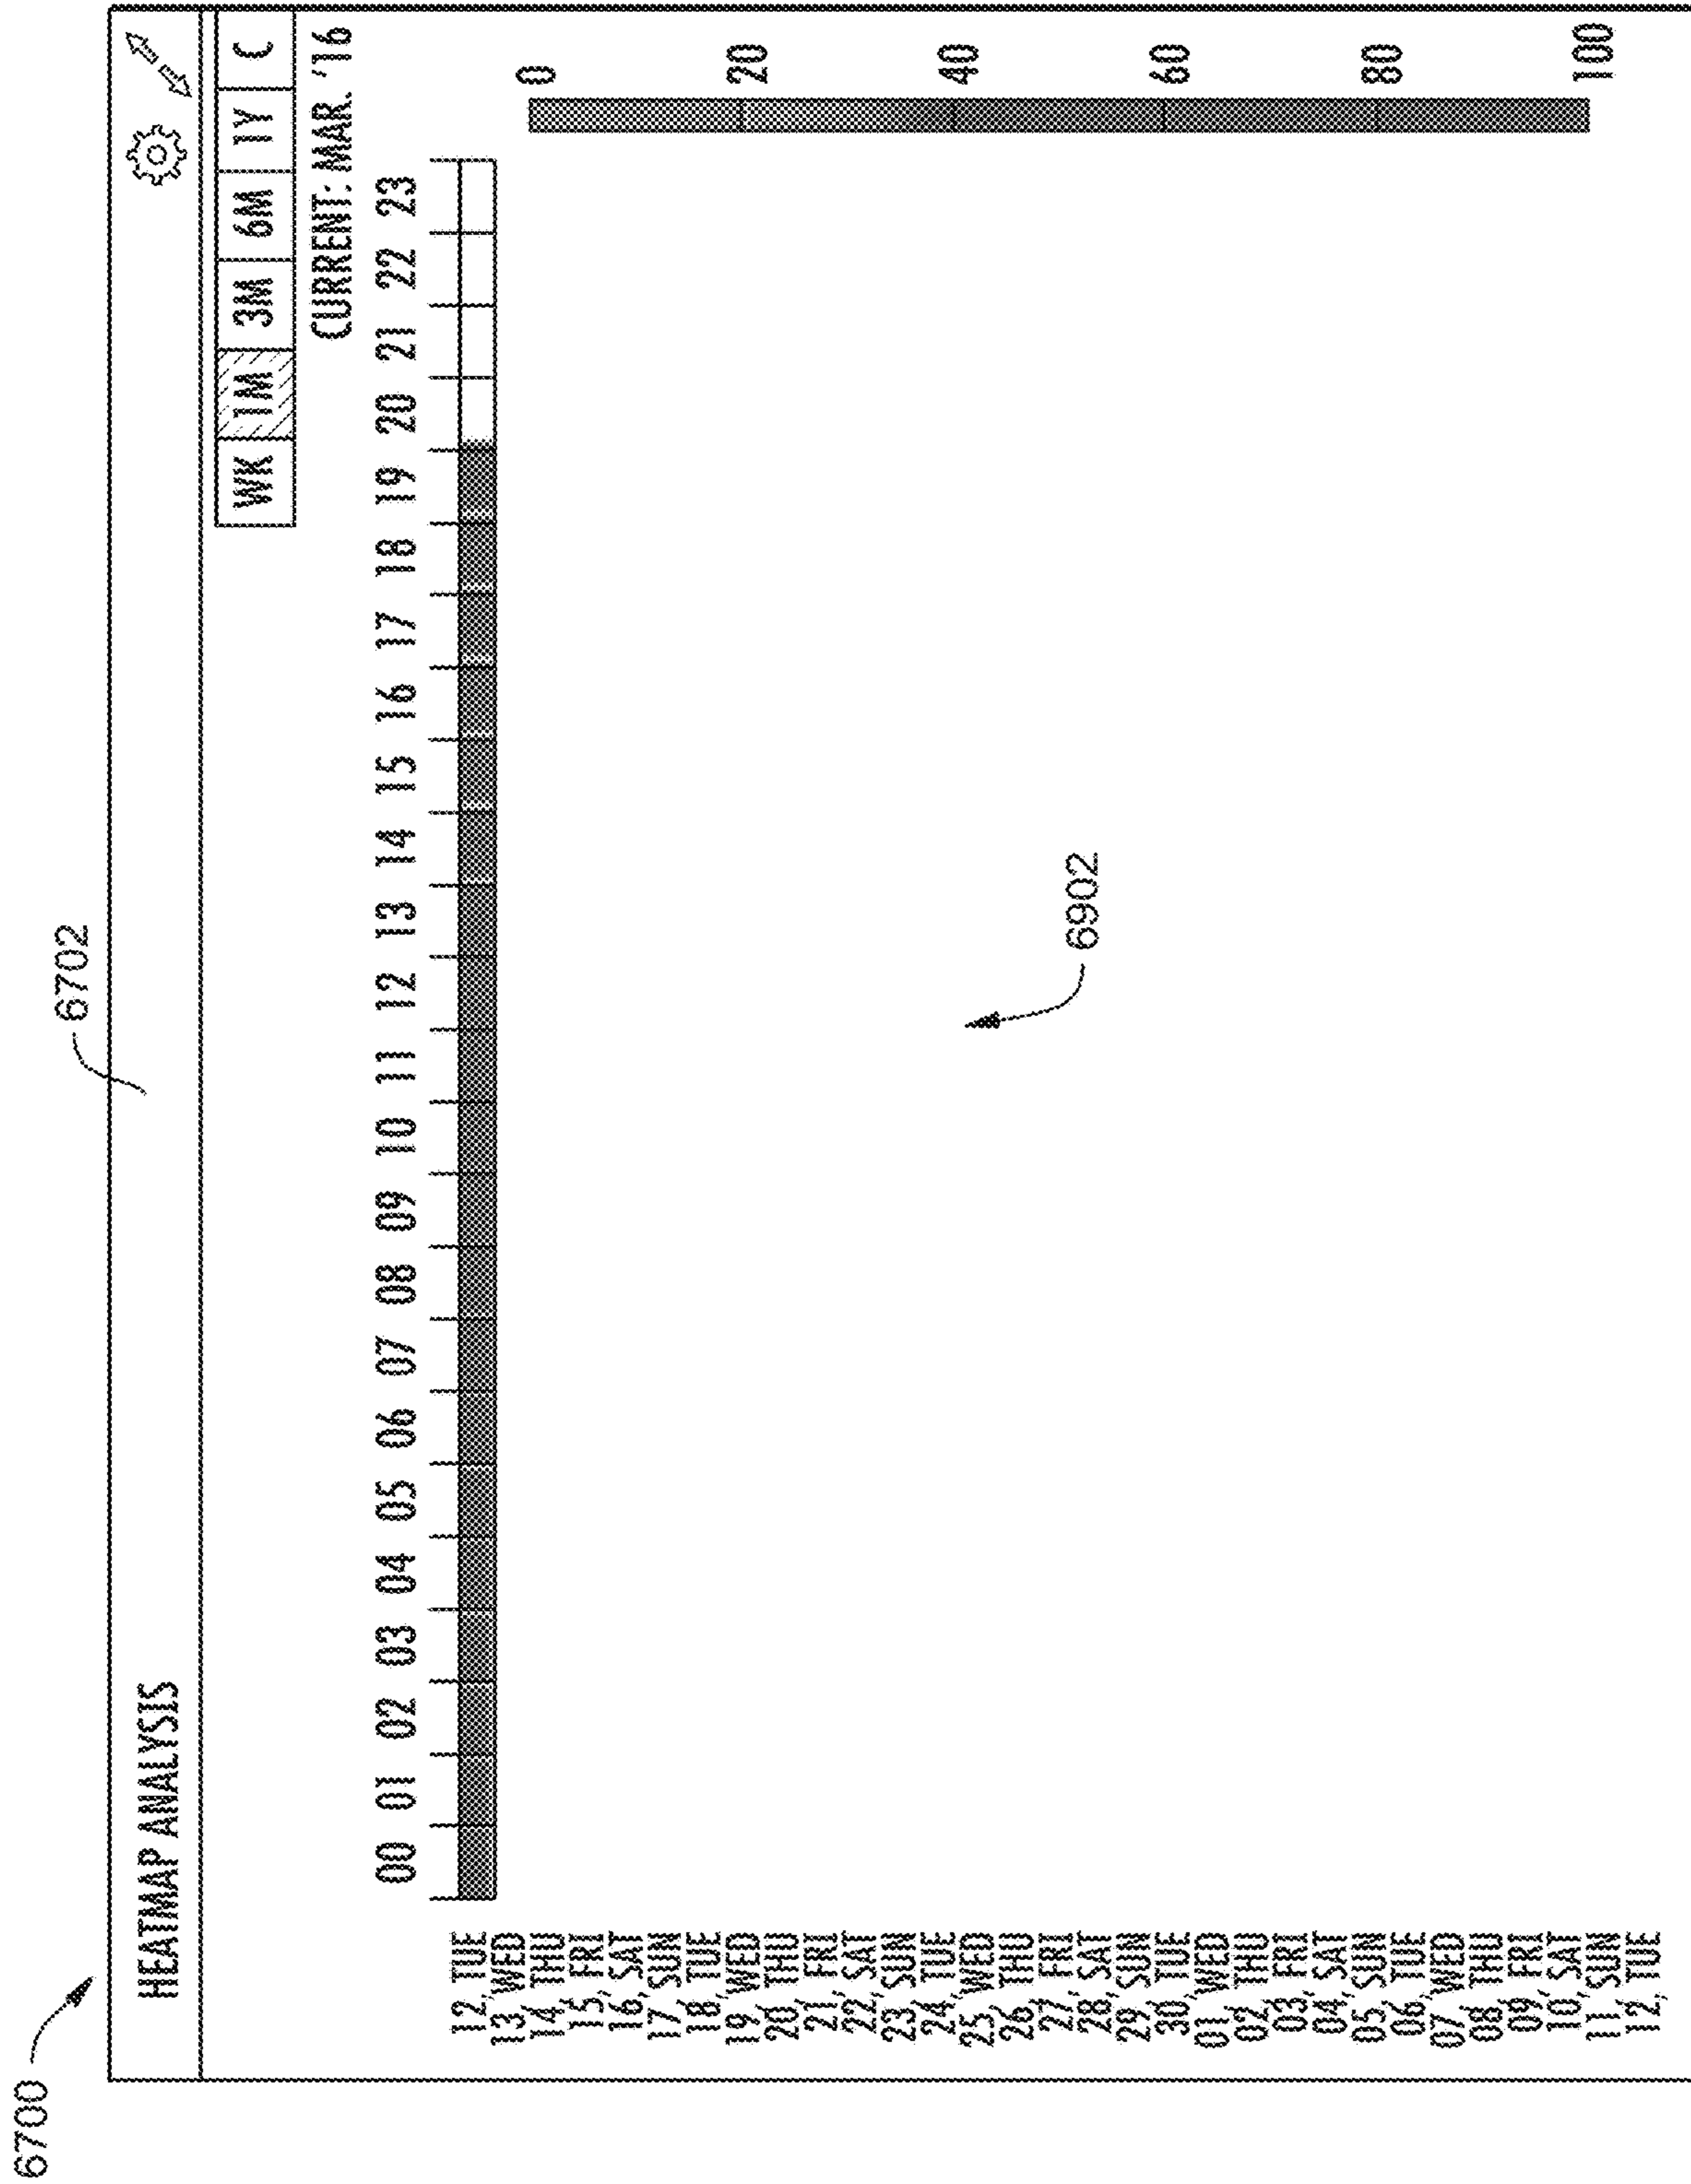 6700
6702
HEATMAP ANALYSIS
WK 1M 3M 6M 1Y C
CURRENT: MAR. '16
00 01 02 03 04 05 06 07 08 09 10 11 12 13 14 15 16 17 18 19 20 21 22 23
12, TUE
13, WED
14, THU
15, FRI
16, SAT
17, SUN
18, TUE
19, WED
20, THU
21, FRI
22, SAT
23, SUN
24, TUE
25, WED
26, THU
27, FRI
28, SAT
29, SUN
30, TUE
01, WED
02, THU
03, FRI
04, SAT
05, SUN
06, TUE
07, WED
08, THU
09, FRI
10, SAT
11, SUN
12, TUE
6902
0
20
40
60
80
100